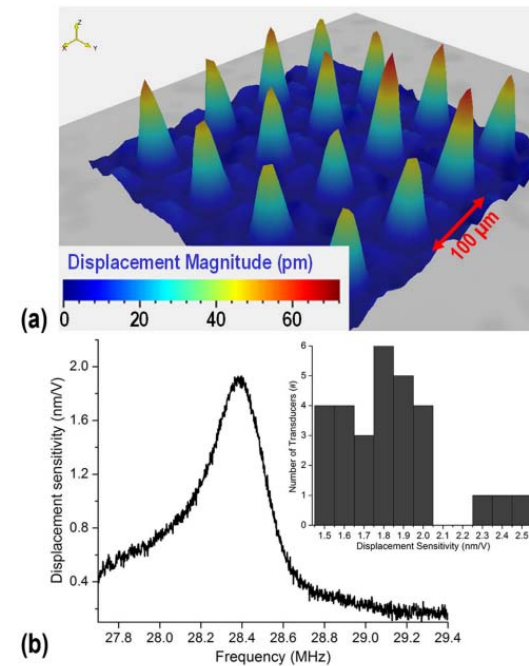 (a)
Z
X
Y
100 µm
Displacement Magnitude (pm)
0 20 40 60
(b)
Displacement sensitivity (nm/V)
2.0
1.6
1.2
0.8
0.4
27.8 28.0 28.2 28.4 28.6 28.8 29.0 29.2 29.4
Frequency (MHz)
Number of Transducers (#)
6
5
4
3
2
1
0
1.5 1.6 1.7 1.8 1.9 2.0 2.1 2.2 2.3 2.4 2.5
Displacement Sensitivity (nm/V)